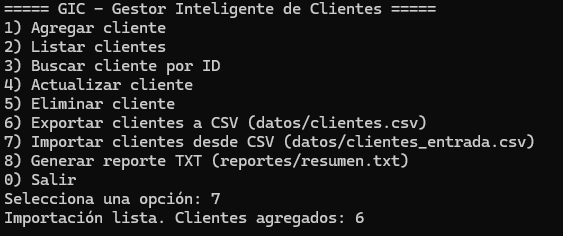 ===== GIC - Gestor Inteligente de Clientes =====
1) Agregar cliente
2) Listar clientes
3) Buscar cliente por ID
4) Actualizar cliente
5) Eliminar cliente
6) Exportar clientes a CSV (datos/clientes.csv)
7) Importar clientes desde CSV (datos/clientes_entrada.csv)
8) Generar reporte TXT (reportes/resumen.txt)
0) Salir
Selecciona una opción: 7
Importación lista. Clientes agregados: 6